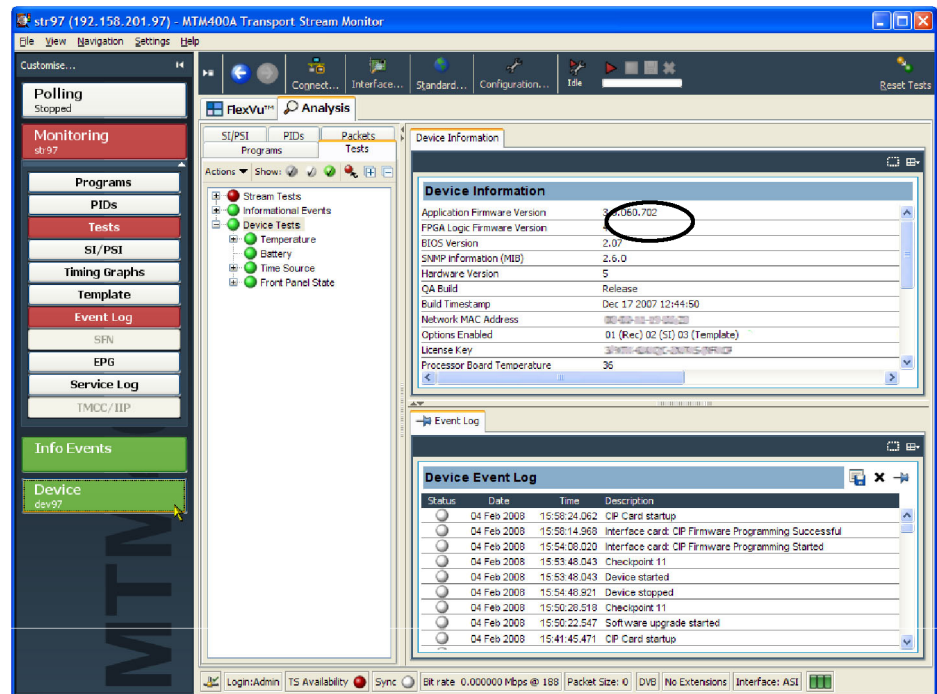 str97 (192.158.201.97) - MTM400A Transport Stream Monitor
File View Navigation Settings Help
Customise...
Connect... Interface... Standard... Configuration... Idle Reset Tests
Polling
Stopped
Monitoring
str97
Programs
PIDs
Tests
SI/PSI
Timing Graphs
Template
Event Log
SFN
EPG
Service Log
TMCC/IIP
Info Events
Device
dev97
MTM
FlexVu™ Analysis
SI/PSI PIDs Packets
Programs Tests
Actions Show:
Stream Tests
Informational Events
Device Tests
Temperature
Battery
Time Source
Front Panel State
Device Information
Device Information
Application Firmware Version
FPGA Logic Firmware Version
BIOS Version 2.07
SNMP information (MIB) 2.6.0
Hardware Version 5
QA Build Release
Build Timestamp Dec 17 2007 12:44:50
Network MAC Address
Options Enabled 01 (Rec) 02 (SI) 03 (Template)
License Key
Processor Board Temperature 36
Event Log
Device Event Log
Status Date Time Description
04 Feb 2008 15:58:24.062 CIP Card startup
04 Feb 2008 15:58:14.968 Interface card: CIP Firmware Programming Successful
04 Feb 2008 15:54:08.020 Interface card: CIP Firmware Programming Started
04 Feb 2008 15:53:48.043 Checkpoint 11
04 Feb 2008 15:53:48.043 Device started
04 Feb 2008 15:54:48.921 Device stopped
04 Feb 2008 15:50:28.518 Checkpoint 11
04 Feb 2008 15:50:22.547 Software upgrade started
04 Feb 2008 15:41:45.471 CIP Card startup
Login:Admin TS Availability Sync Bit rate 0.000000 Mbps @ 188 Packet Size: 0 DVB No Extensions Interface: ASI